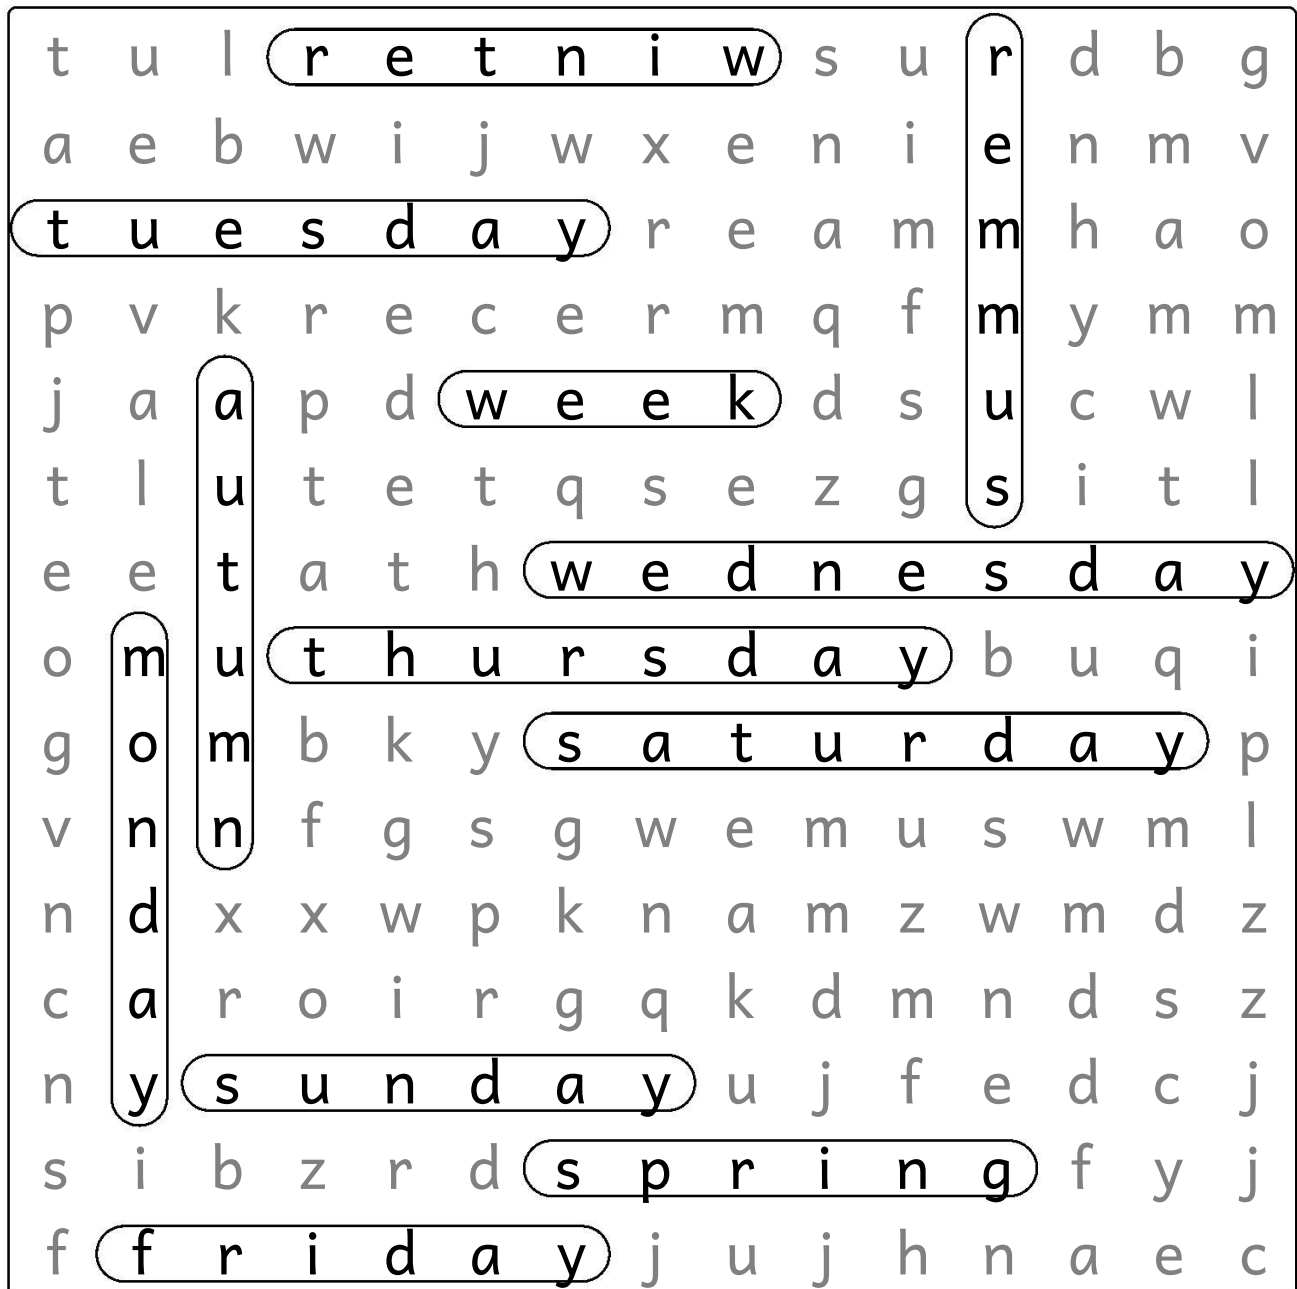 t u l r e t n i w s u r d b g
a e b w i j w x e n i e n m v
t u e s d a y r e a m m h a o
p v k r e c e r m q f m y m m
j a a p d w e e k d s u c w l
t l u t e t q s e z g s i t l
e e t a t h w e d n e s d a y
o m u t h u r s d a y b u q i
g o m b k y s a t u r d a y p
v n n f g s g w e m u s w m l
n d x x w p k n a m z w m d z
c a r o i r g q k d m n d s z
n y s u n d a y u j f e d c j
s i b z r d s p r i n g f y j
f f r i d a y j u j h n a e c